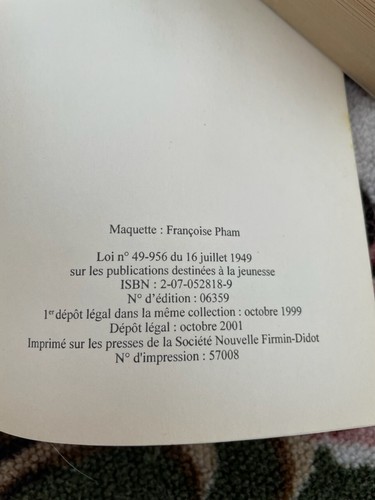 Maquette : Françoise Pham
Loi n° 49-956 du 16 juillet 1949
sur les publications destinées à la jeunesse
ISBN : 2-07-052818-9
N° d'édition : 06359
1er dépôt légal dans la même collection : octobre 1999
Dépôt légal : octobre 2001
Imprimé sur les presses de la Société Nouvelle Firmin-Didot
N° d'impression : 57008